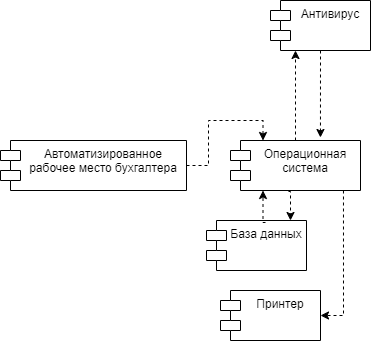 Антивирус
Автоматизированное
рабочее место бухгалтера
Операционная
система
База данных
Принтер